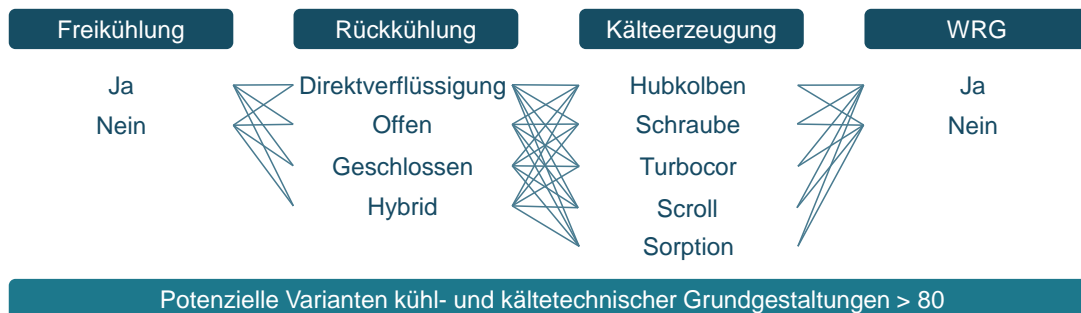 Freikühlung Rückkühlung Kälteerzeugung WRG
Ja Direktverflüssigung Hubkolben Ja
Nein Offen Schraube Nein
Geschlossen Turbocor
Hybrid Scroll
Sorption
Potenzielle Varianten kühl- und kältetechnischer Grundgestaltungen > 80